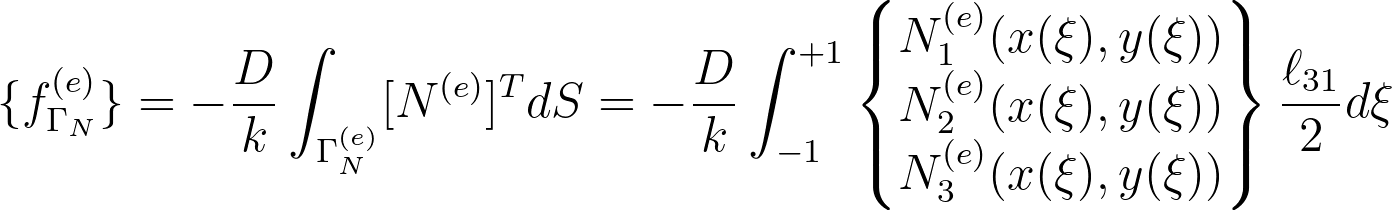 \{f_{\Gamma_N}^{(e)}\} = -\frac{D}{k} \int_{\Gamma_N^{(e)}} [N^{(e)}]^T dS = -\frac{D}{k} \int_{-1}^{+1} \begin{Bmatrix} N_1^{(e)}(x(\xi), y(\xi)) \\ N_2^{(e)}(x(\xi), y(\xi)) \\ N_3^{(e)}(x(\xi), y(\xi)) \end{Bmatrix} \frac{\ell_{31}}{2} d\xi